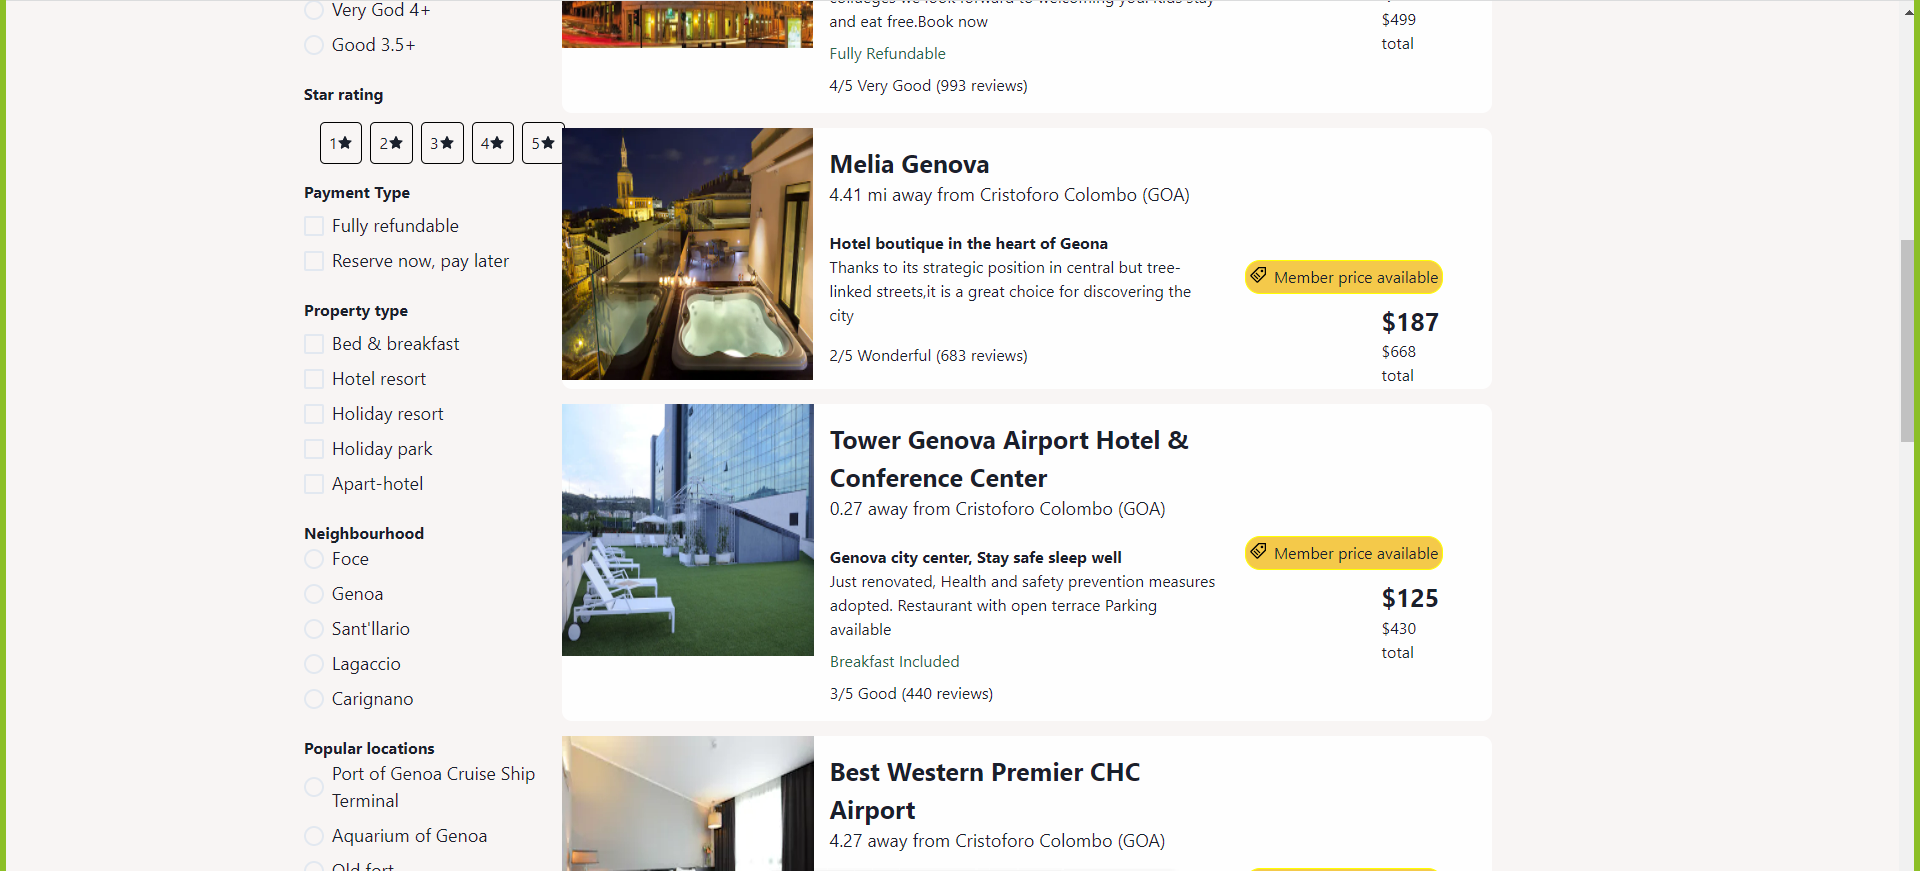 Very God 4+
Good 3.5+
Star rating
1★ 2★ 3★ 4★ 5★
Payment Type
Fully refundable
Reserve now, pay later
Property type
Bed & breakfast
Hotel resort
Holiday resort
Holiday park
Apart-hotel
Neighbourhood
Foce
Genoa
Sant'llario
Lagaccio
Carignano
Popular locations
Port of Genoa Cruise Ship
Terminal
Aquarium of Genoa
Old fort
collaeges we look forward to welcoming you. Kids stay
and eat free.Book now
Fully Refundable
4/5 Very Good (993 reviews)
$499
total
Melia Genova
4.41 mi away from Cristoforo Colombo (GOA)
Hotel boutique in the heart of Geona
Thanks to its strategic position in central but tree-
linked streets,it is a great choice for discovering the
city
2/5 Wonderful (683 reviews)
Member price available
$187
$668
total
Tower Genova Airport Hotel &
Conference Center
0.27 away from Cristoforo Colombo (GOA)
Genova city center, Stay safe sleep well
Just renovated, Health and safety prevention measures
adopted. Restaurant with open terrace Parking
available
Breakfast Included
3/5 Good (440 reviews)
Member price available
$125
$430
total
Best Western Premier CHC
Airport
4.27 away from Cristoforo Colombo (GOA)